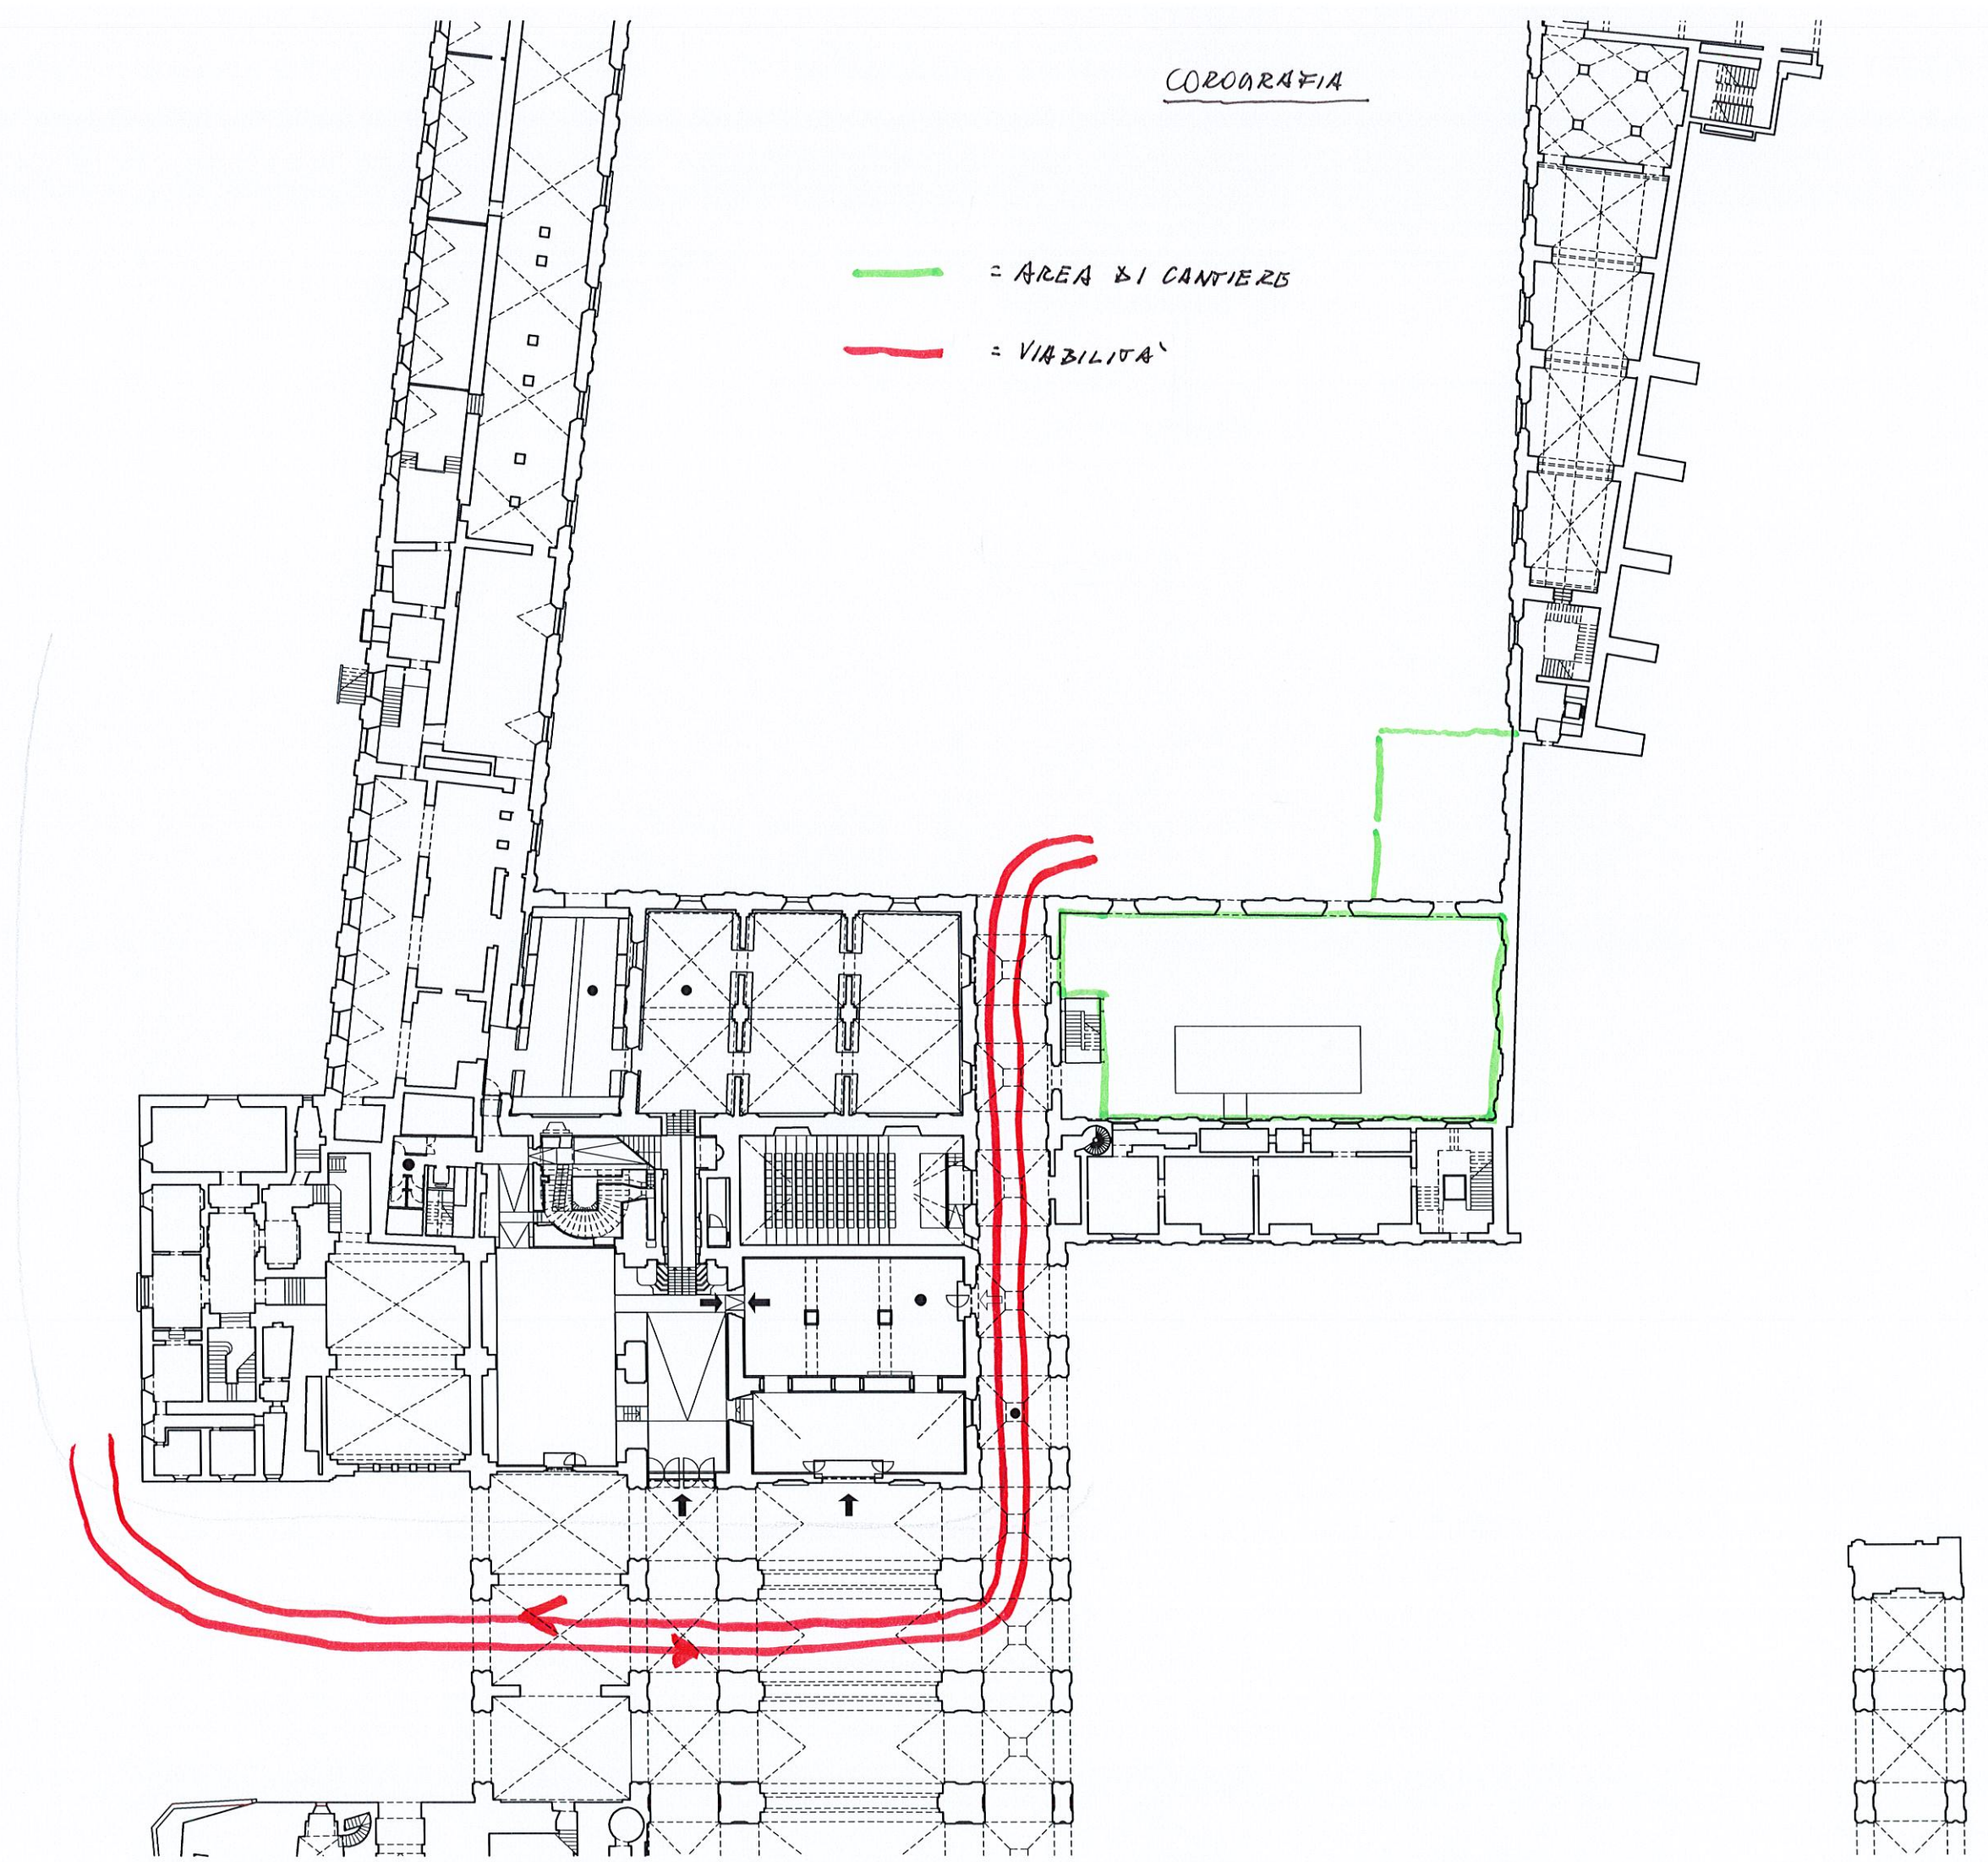 COROGRAFIA
= AREA DI CANTIERE
= VIABILITA'